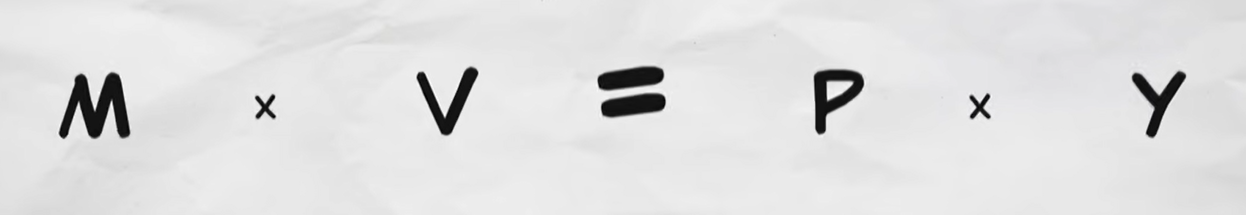 M × V = P × Y